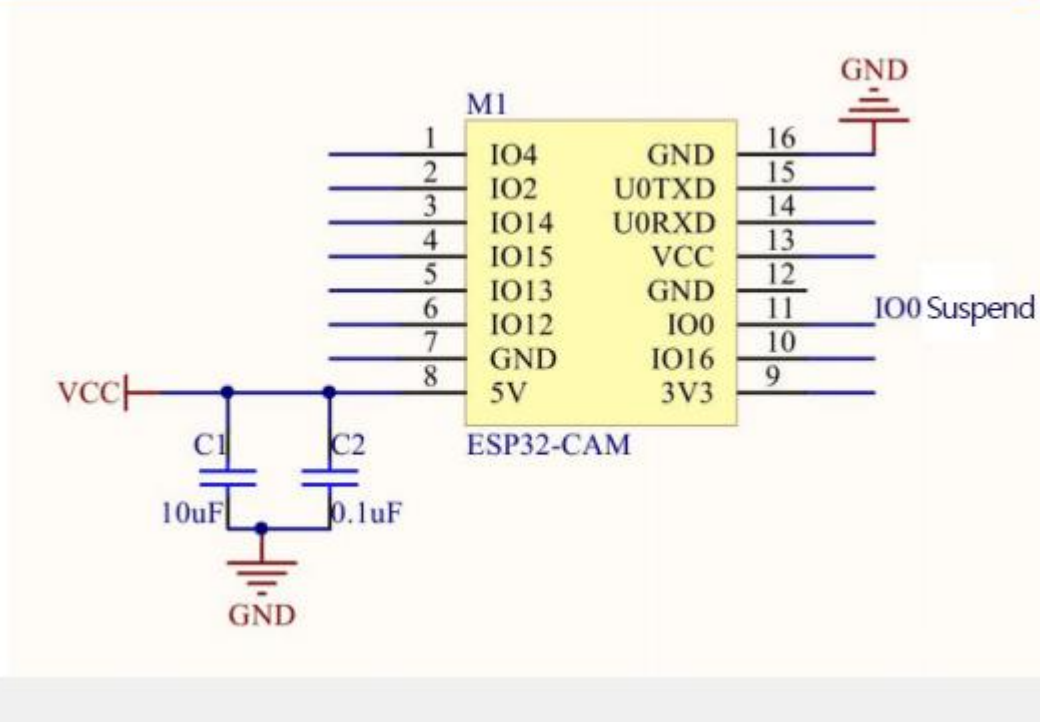 GND
M1
1 IO4 GND 16
2 IO2 U0TXD 15
3 IO14 U0RXD 14
4 IO15 VCC 13
5 IO13 GND 12
6 IO12 IO0 11 IO0 Suspend
7 GND IO16 10
8 5V 3V3 9
VCC
ESP32-CAM
C1 C2
10uF 0.1uF
GND